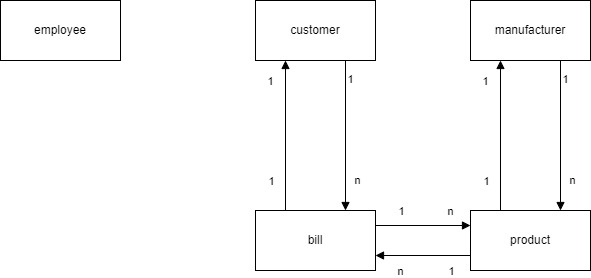 employee
customer
manufacturer
1
1
1
1
1
n
1
n
1
n
bill
product
n
1